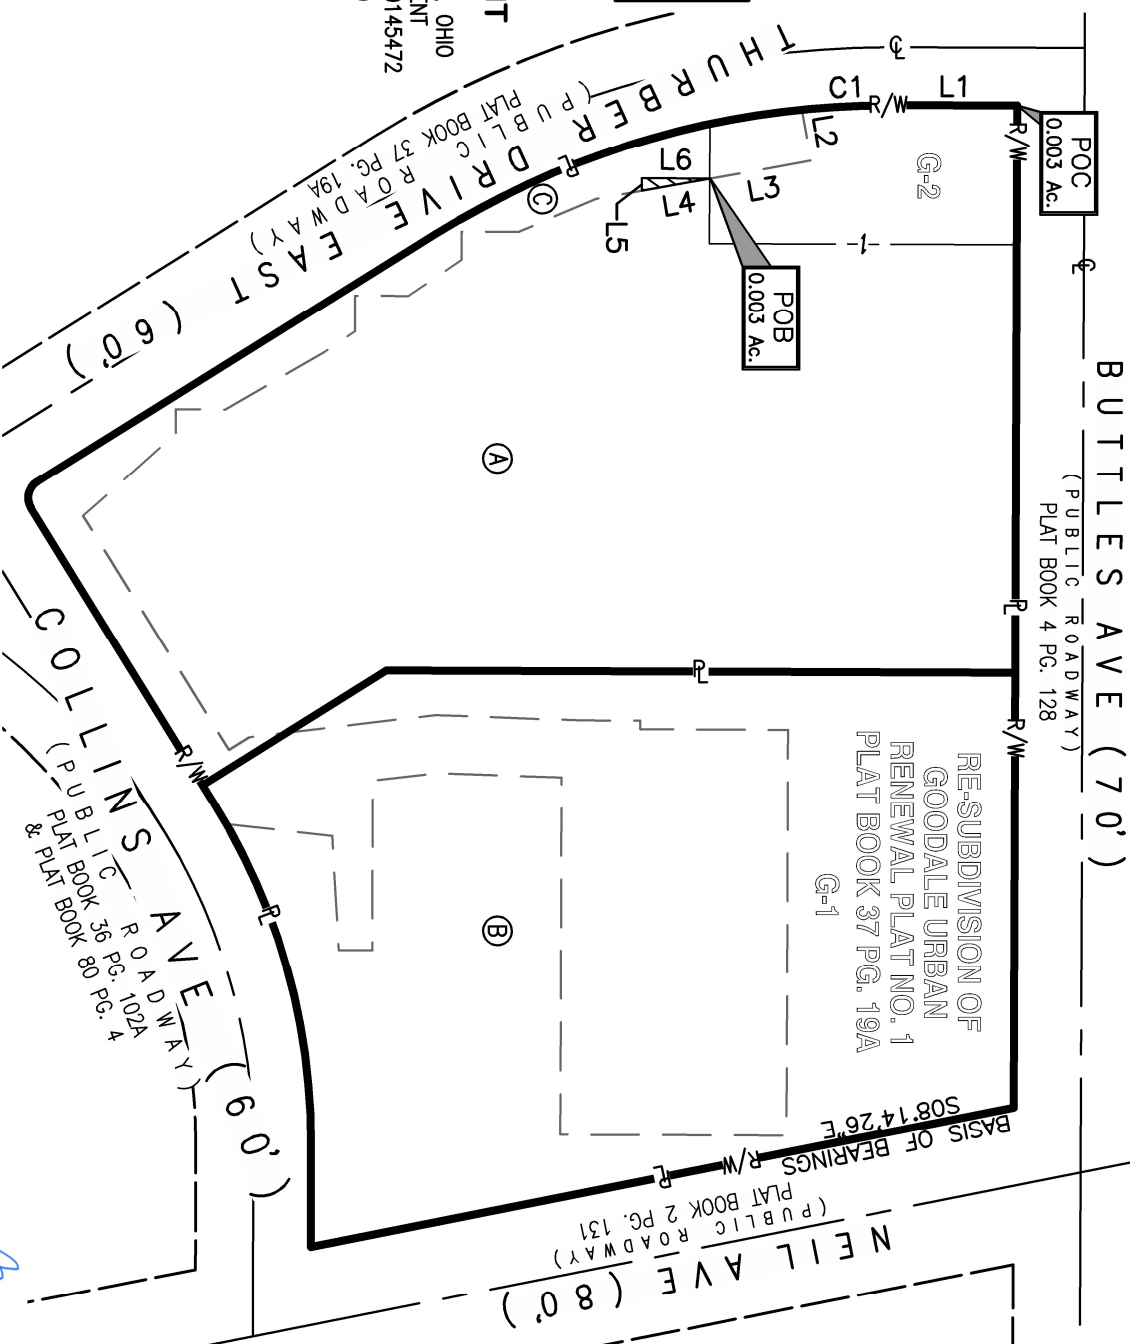 BUTTLES AVE (70')
(PUBLIC ROADWAY)
PLAT BOOK 4 PG. 128
POC
0.003 Ac.
R/W
L1
R/W
C1
L2
G-2
L3
L6
L4
L5
1
POB
0.003 Ac.
THURBER DRIVE EAST (60')
(PUBLIC ROADWAY)
PLAT BOOK 37 PG. 19A
C
A
R/W
RE-SUBDIVISION OF
GOODALE URBAN
RENEWAL PLAT NO. 1
PLAT BOOK 37 PG. 19A
G-1
B
R/W
COLLINS AVE (60')
(PUBLIC ROADWAY)
PLAT BOOK 36 PG. 102A
& PLAT BOOK 80 PG. 4
S08°14'26"E
BASIS OF BEARINGS
R/W
NEIL AVE (80')
(PUBLIC ROADWAY)
PLAT BOOK 2 PG. 131
OHIO
0145472